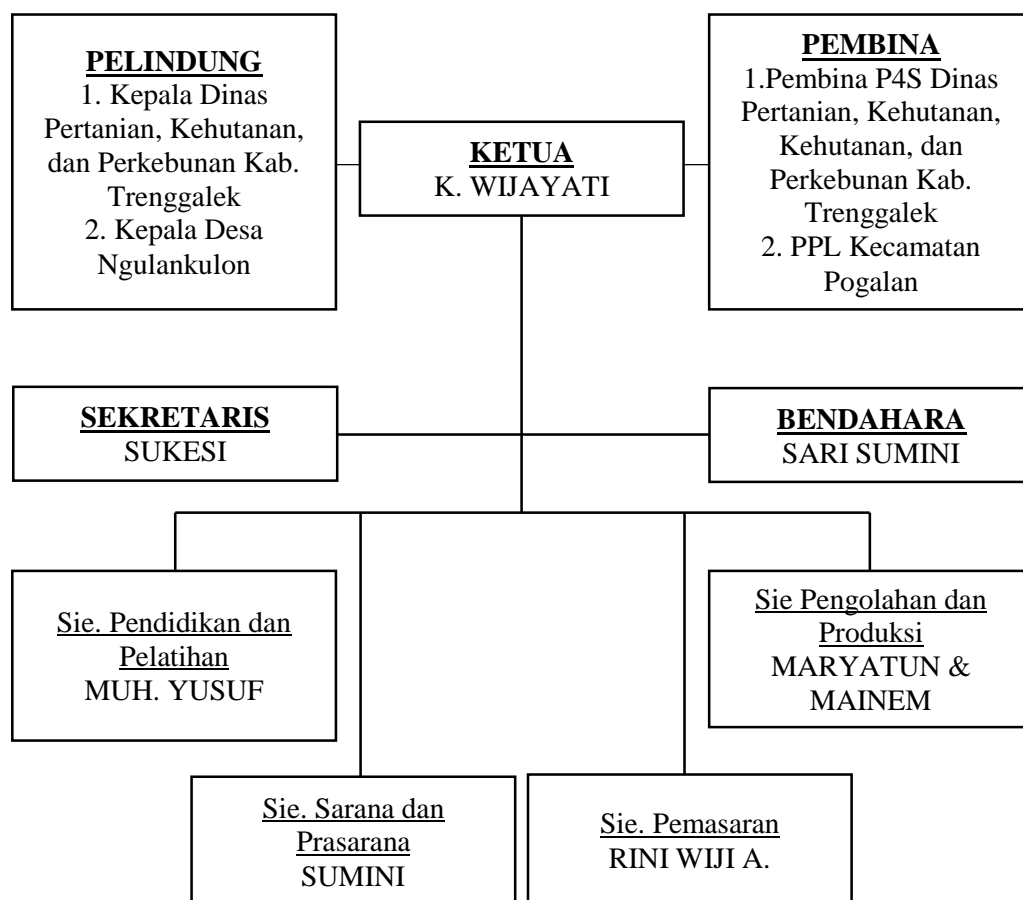 PELINDUNG
1. Kepala Dinas
Pertanian, Kehutanan,
dan Perkebunan Kab.
Trenggalek
2. Kepala Desa
Ngulankulon
KETUA
K. WIJAYATI
PEMBINA
1.Pembina P4S Dinas
Pertanian, Kehutanan,
Kehutanan, dan
Perkebunan Kab.
Trenggalek
2. PPL Kecamatan
Pogalan
SEKRETARIS
SUKESI
BENDAHARA
SARI SUMINI
Sie. Pendidikan dan
Pelatihan
MUH. YUSUF
Sie Pengolahan dan
Produksi
MARYATUN &
MAINEM
Sie. Sarana dan
Prasarana
SUMINI
Sie. Pemasaran
RINI WIJI A.